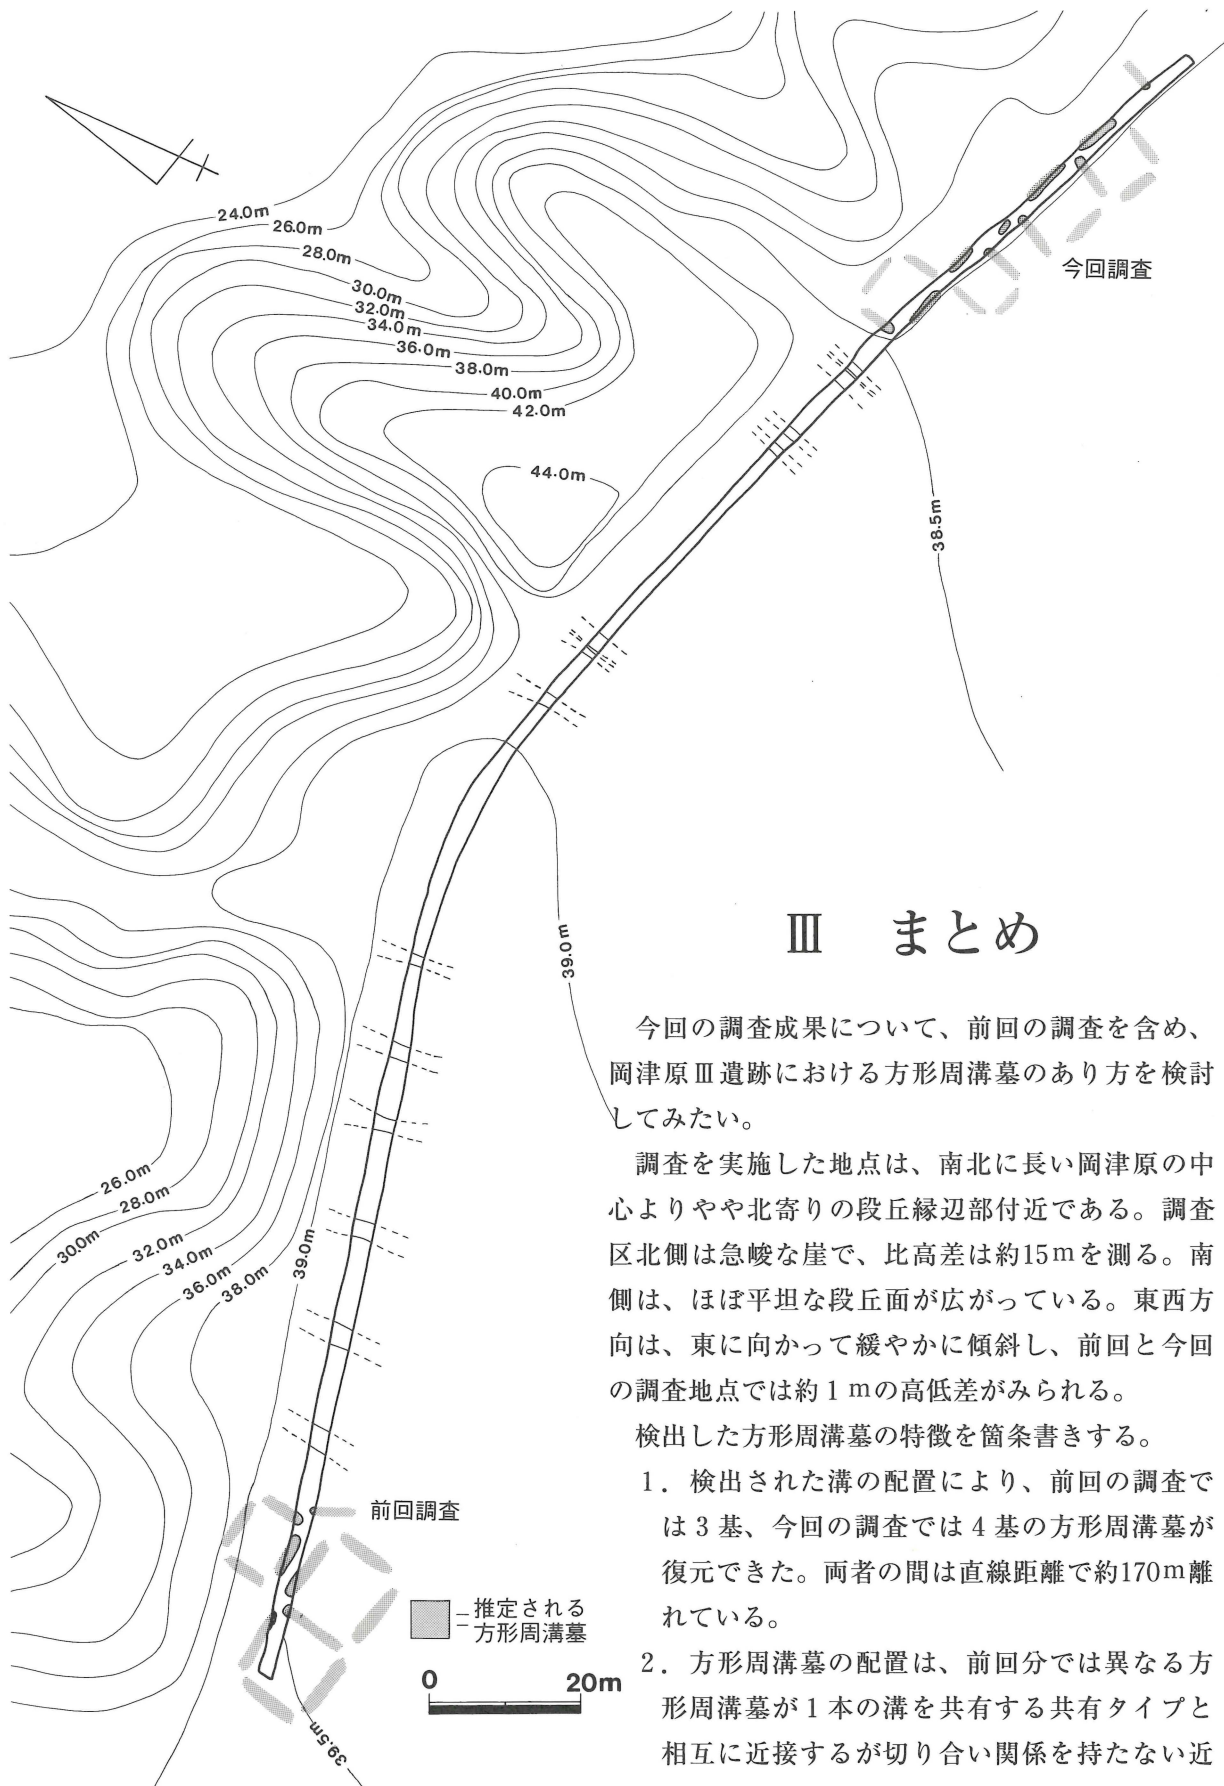 24.0m
26.0m
28.0m
30.0m
32.0m
34.0m
36.0m
38.0m
40.0m
42.0m
44.0m
今回調査
38.5m
39.0m
26.0m
28.0m
30.0m
32.0m
34.0m
36.0m
38.0m
39.0m
前回調査
推定される
方形周溝墓
0 20m
39.5m
Ⅲ まとめ
今回の調査成果について、前回の調査を含め、
岡津原Ⅲ遺跡における方形周溝墓のあり方を検討
してみたい。
調査を実施した地点は、南北に長い岡津原の中
心よりやや北寄りの段丘縁辺部付近である。調査
区北側は急峻な崖で、比高差は約15mを測る。南
側は、ほぼ平坦な段丘面が広がっている。東西方
向は、東に向かって緩やかに傾斜し、前回と今回
の調査地点では約1mの高低差がみられる。
検出した方形周溝墓の特徴を箇条書きする。
1．検出された溝の配置により、前回の調査で
は3基、今回の調査では4基の方形周溝墓が
復元できた。両者の間は直線距離で約170m離
れている。
2．方形周溝墓の配置は、前回分では異なる方
形周溝墓が1本の溝を共有する共有タイプと
相互に近接するが切り合い関係を持たない近